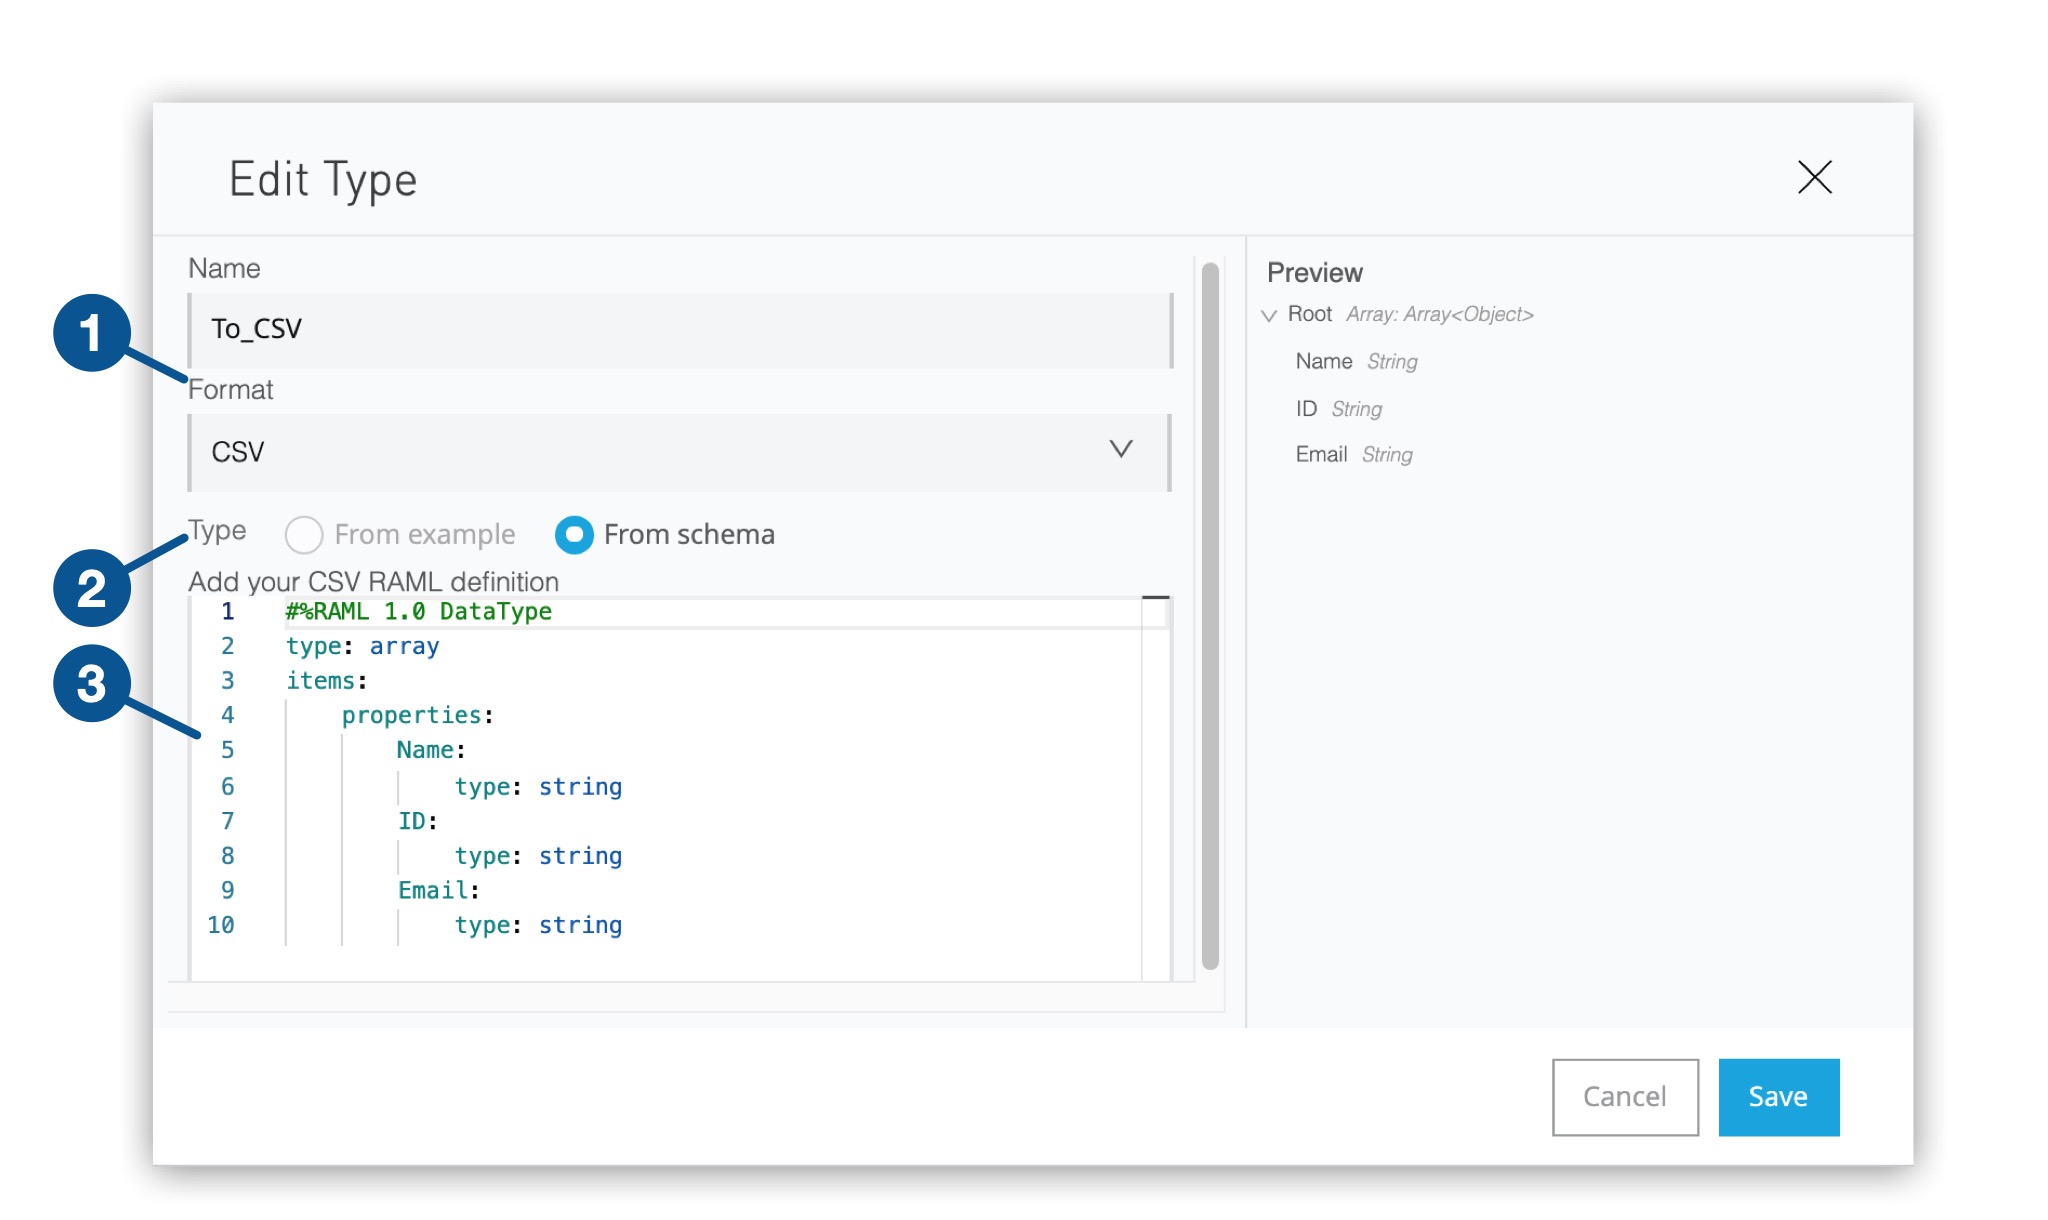 Edit Type
Name
1
To_CSV
Format
CSV
Type From example From schema
2
Add your CSV RAML definition
1 #%RAML 1.0 DataType
2 type: array
3 items:
3
4 properties:
5 Name:
6 type: string
7 ID:
8 type: string
9 Email:
10 type: string
Preview
Root Array: Array<Object>
Name String
ID String
Email String
Cancel Save